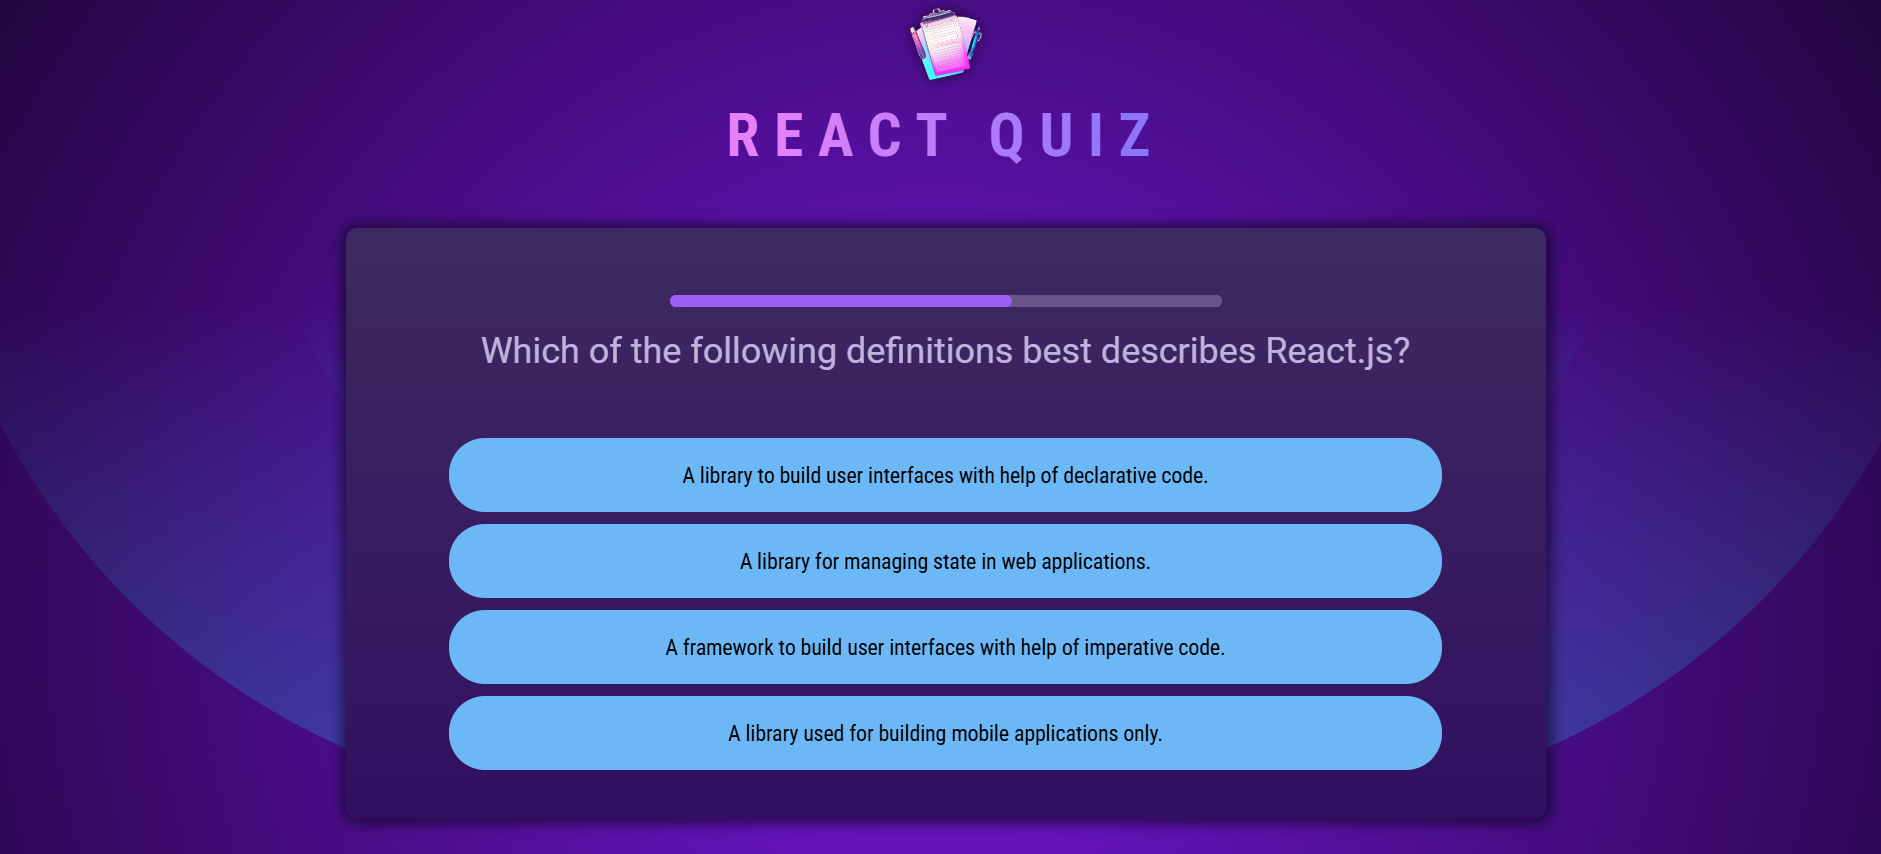 REACT QUIZ
Which of the following definitions best describes React.js?
A library to build user interfaces with help of declarative code.
A library for managing state in web applications.
A framework to build user interfaces with help of imperative code.
A library used for building mobile applications only.